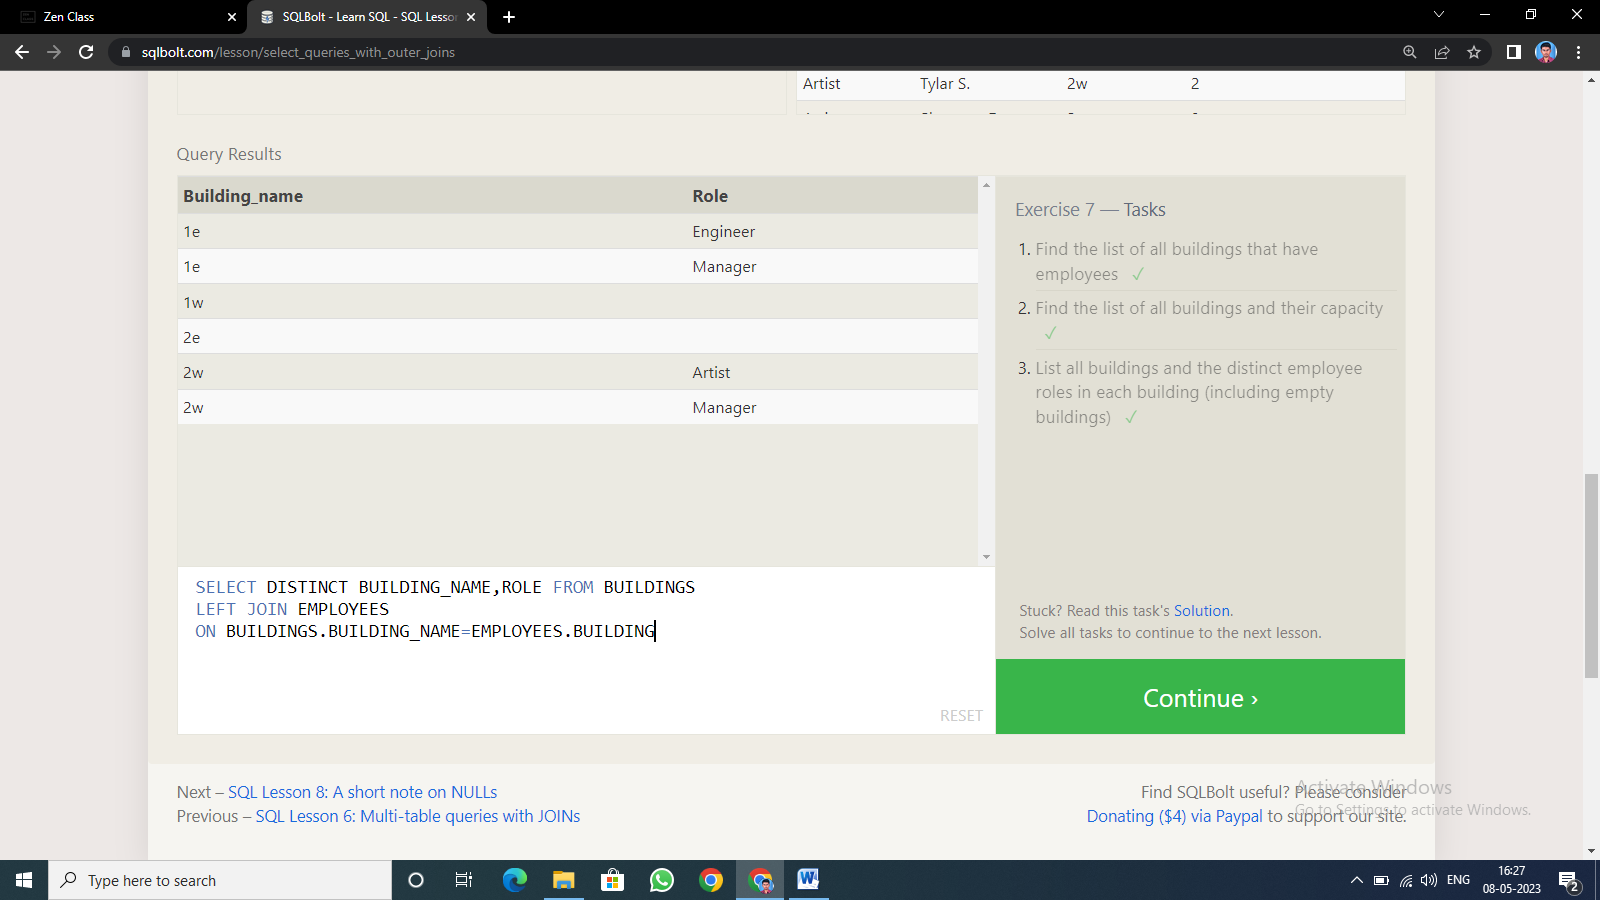 Zen Class
SQLBolt - Learn SQL - SQL Lesson
sqlbolt.com/lesson/select_queries_with_outer_joins
Artist Tylar S. 2w 2
Query Results
Building_name Role
1e Engineer
1e Manager
1w
2e
2w Artist
2w Manager
Exercise 7 — Tasks
1. Find the list of all buildings that have
employees ✓
2. Find the list of all buildings and their capacity
✓
3. List all buildings and the distinct employee
roles in each building (including empty
buildings) ✓
SELECT DISTINCT BUILDING_NAME,ROLE FROM BUILDINGS
LEFT JOIN EMPLOYEES
ON BUILDINGS.BUILDING_NAME=EMPLOYEES.BUILDING
RESET
Stuck? Read this task's Solution.
Solve all tasks to continue to the next lesson.
Continue ›
Next – SQL Lesson 8: A short note on NULLs
Previous – SQL Lesson 6: Multi-table queries with JOINs
Find SQLBolt useful? Please consider
Donating ($4) via Paypal to support our site.
Activate Windows
Go to Settings to activate Windows.
Type here to search
ENG
16:27
08-05-2023
2